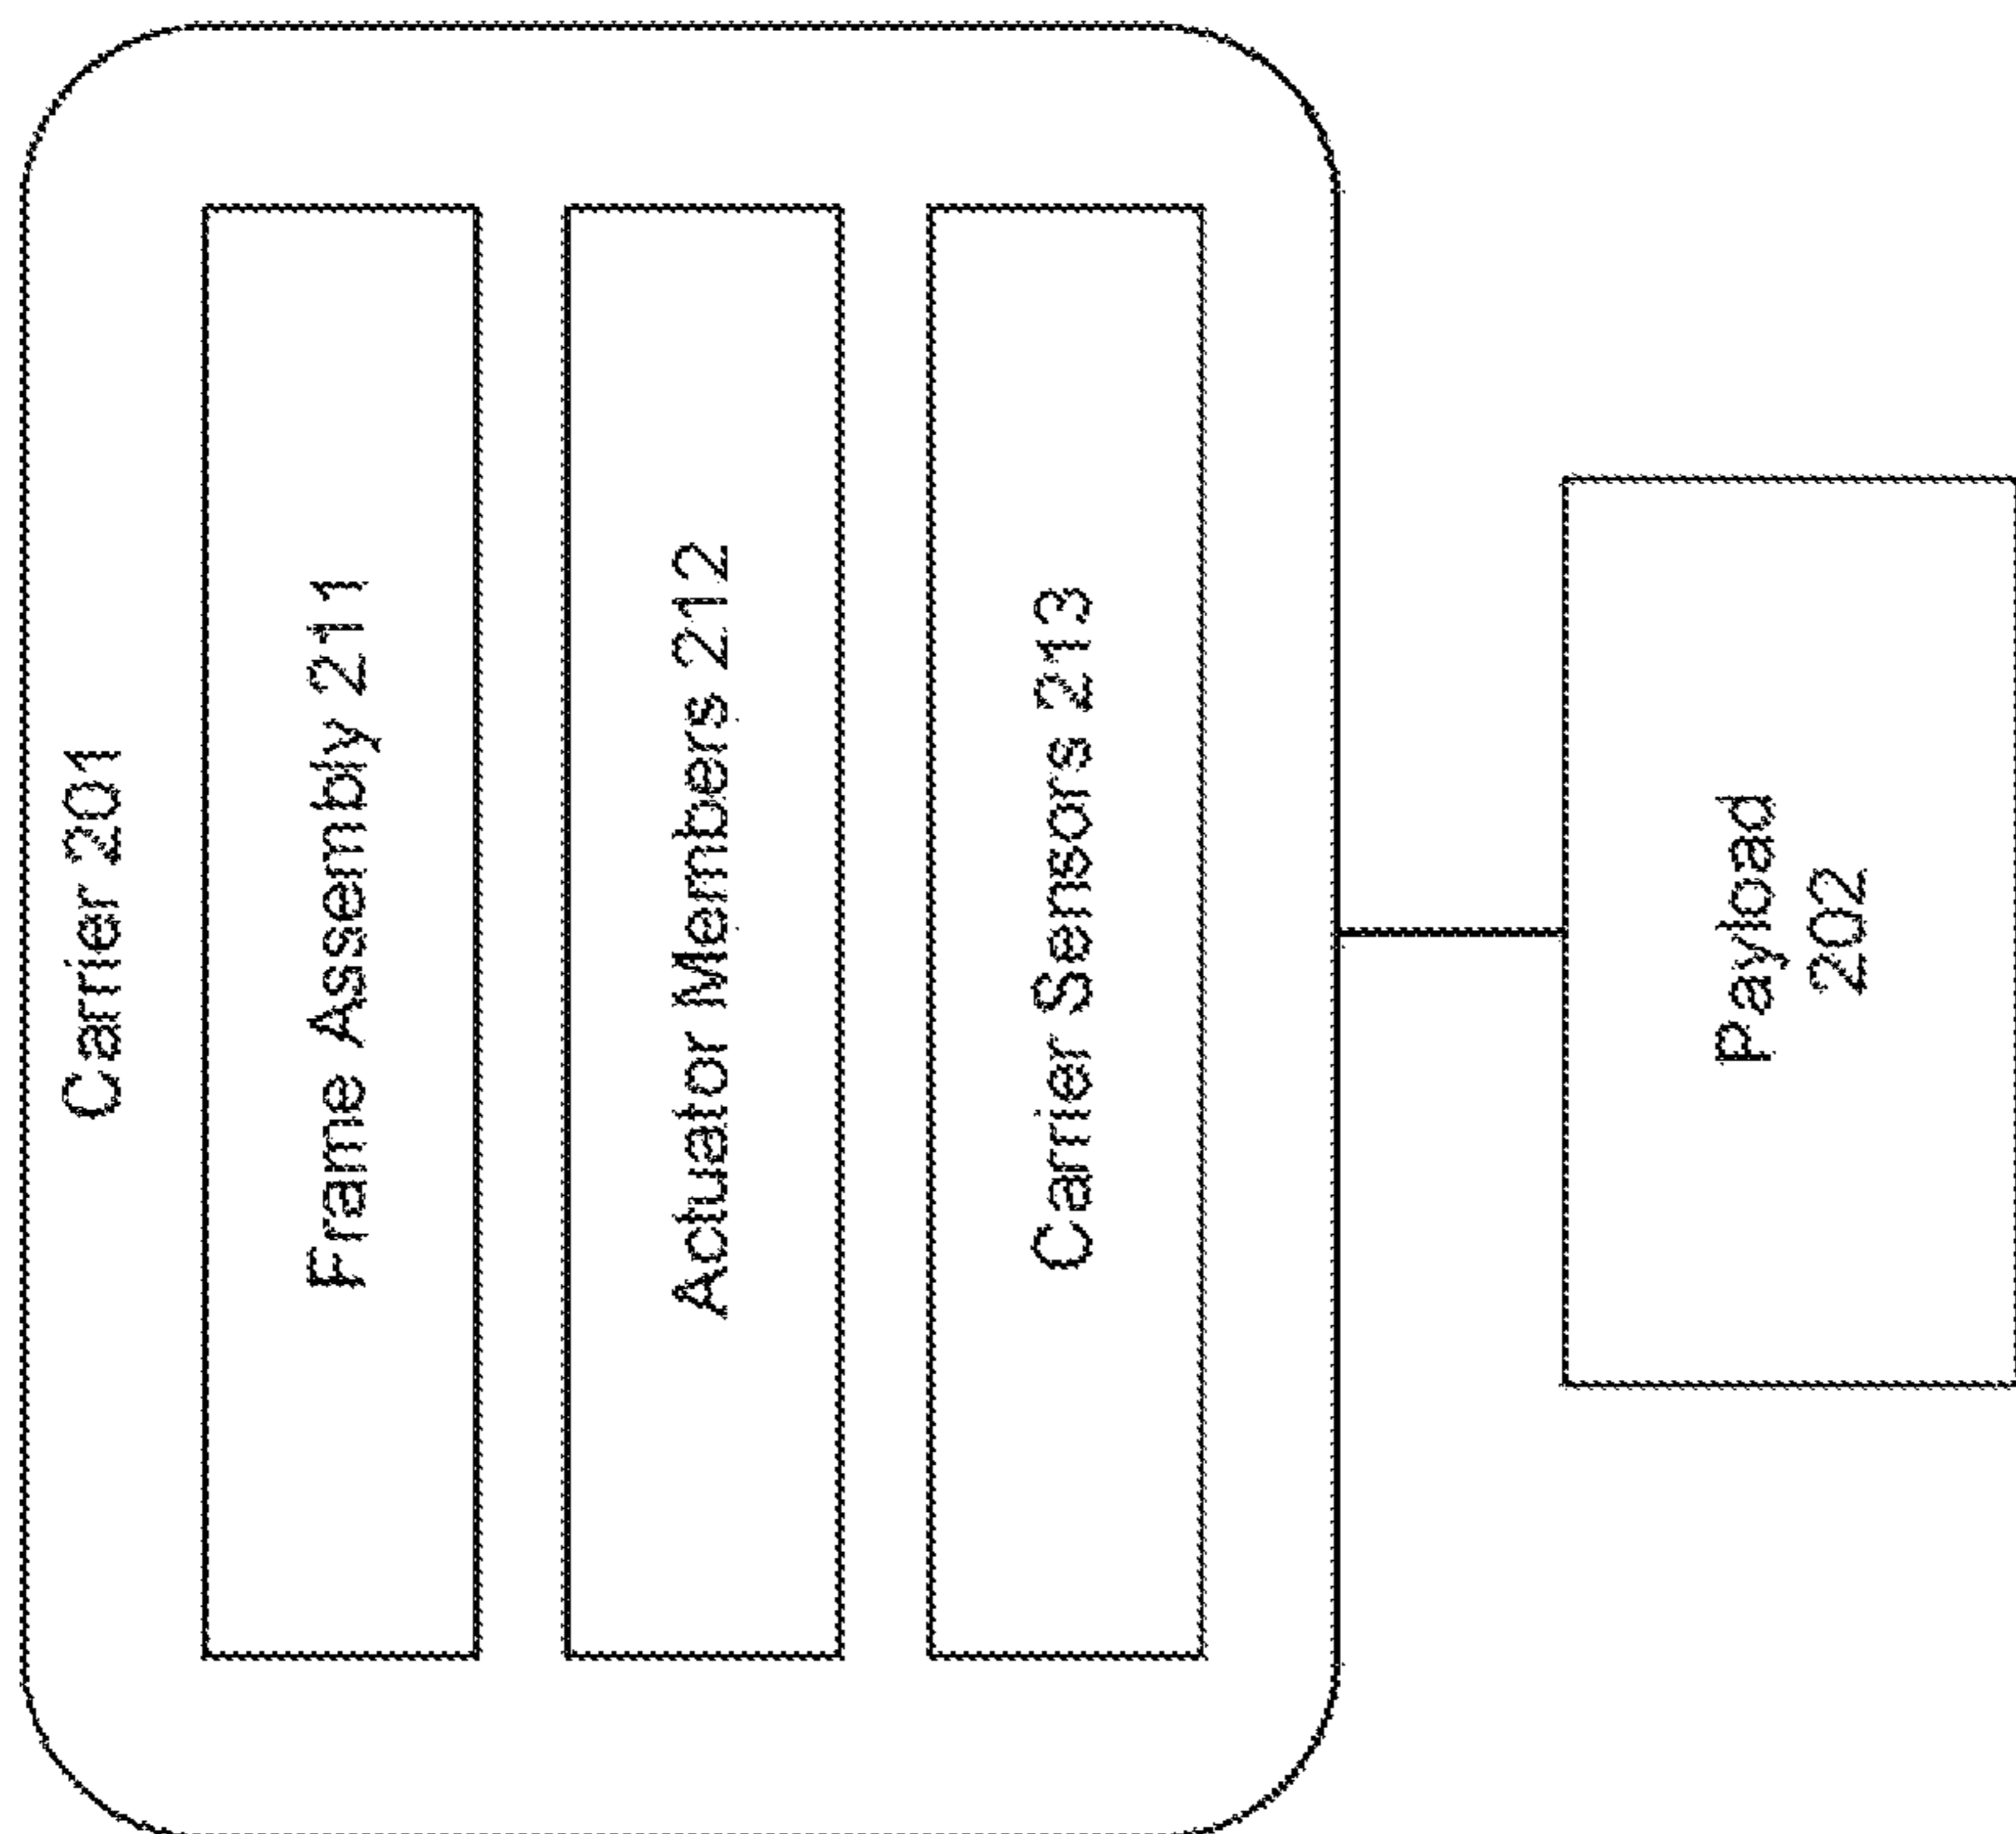 Carrier 201
Frame Assembly 211
Actuator Members 212
Carrier Sensors 213
Payload
202